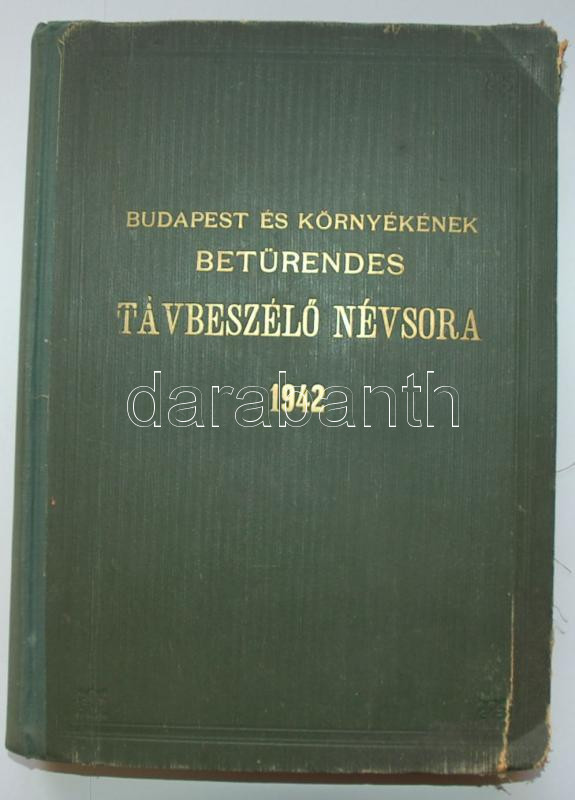 BUDAPEST ÉS KÖRNYÉKÉNEK
BETÜRENDES
TÁVBESZÉLŐ NÉVSORA
1942
darabanth